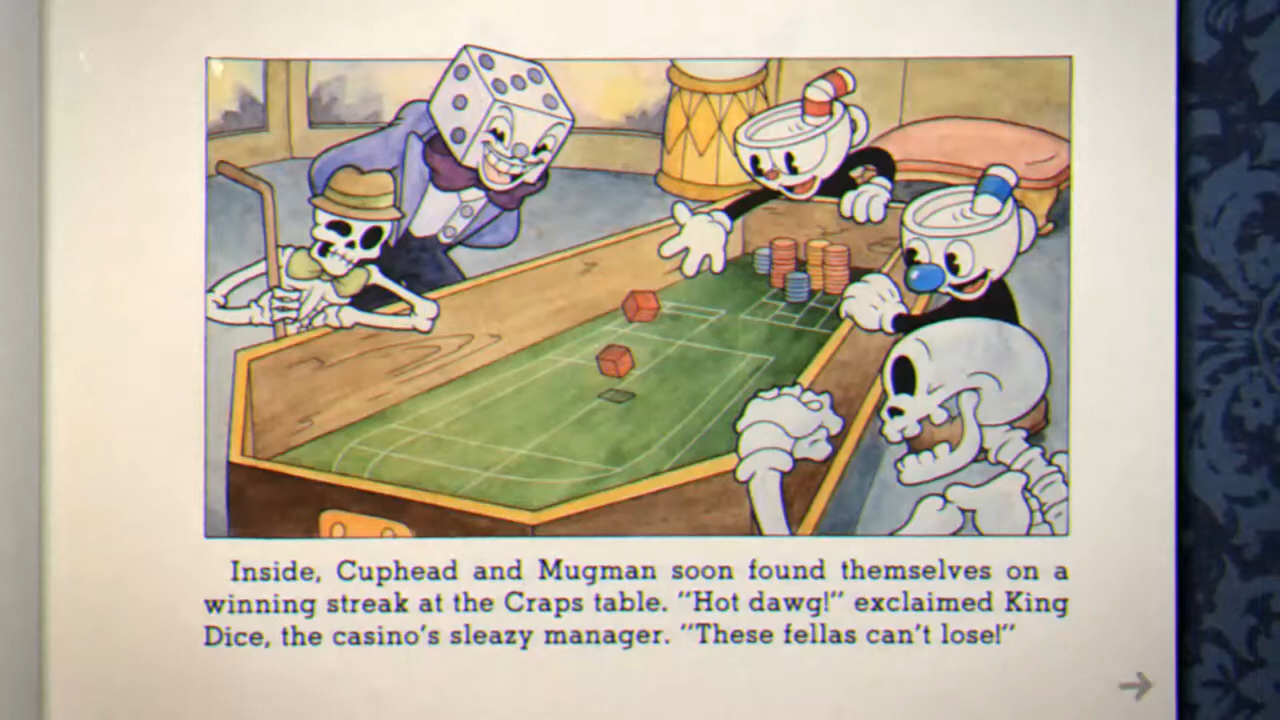 Inside, Cuphead and Mugman soon found themselves on a
winning streak at the Craps table. “Hot dawg!” exclaimed King
Dice, the casino’s sleazy manager. “These fellas can’t lose!”